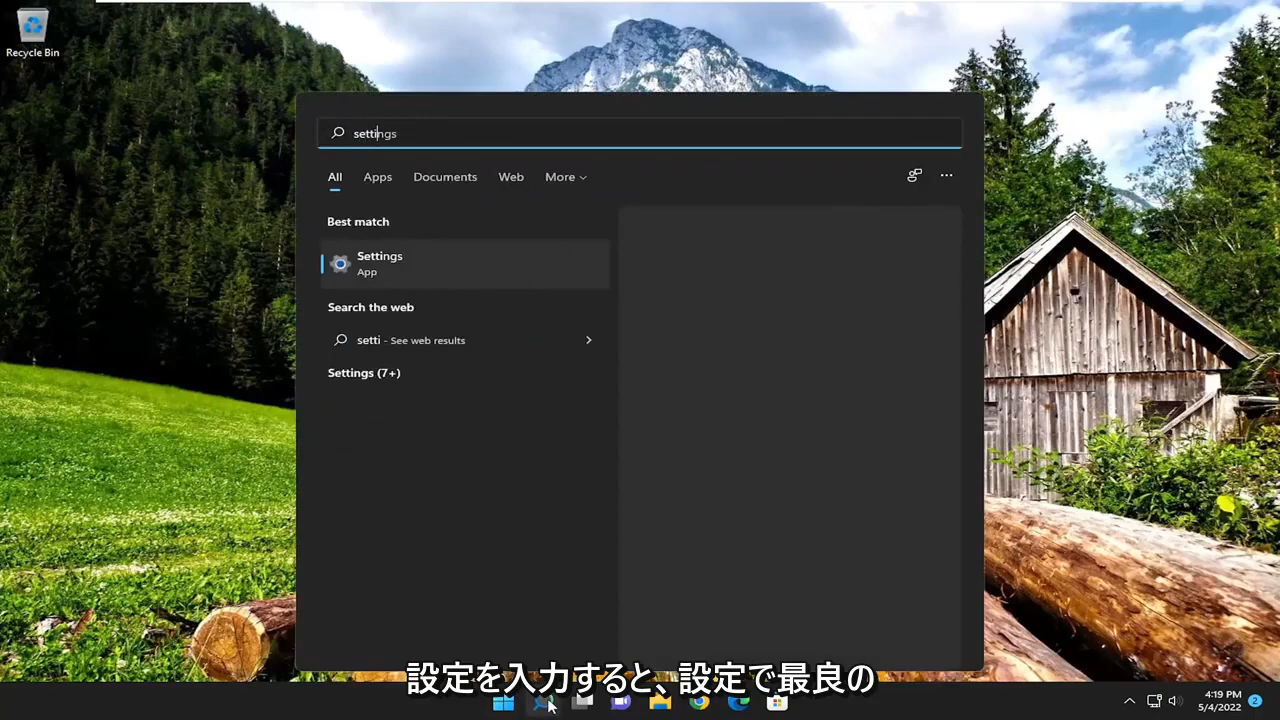 Recycle Bin
settings
All Apps Documents Web More
Best match
Settings
App
Search the web
setti - See web results
Settings (7+)
設定を入力すると、設定で最良の
4:19 PM
5/4/2022
2